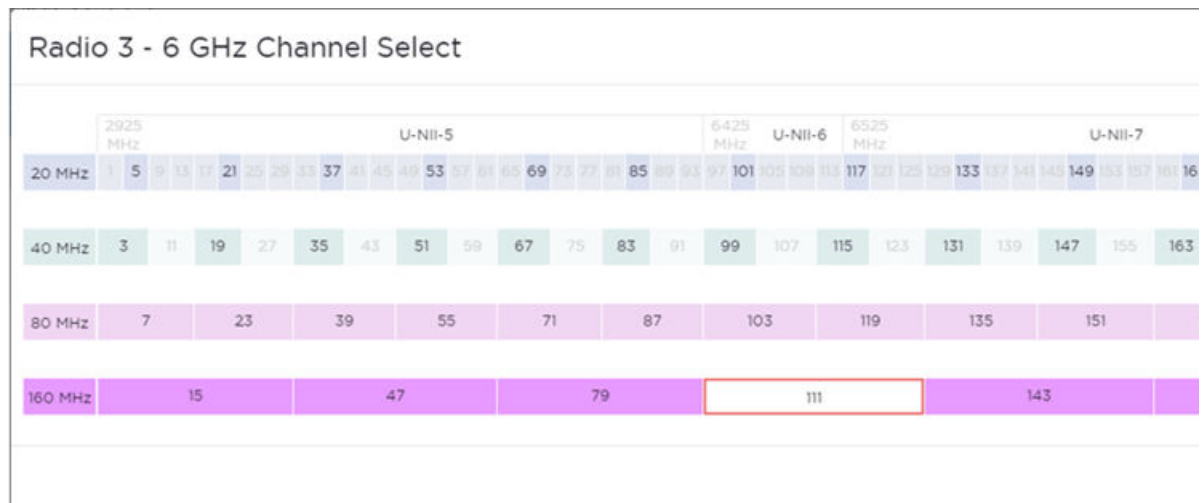 Radio 3 - 6 GHz Channel Select
2925 MHz U-NII-5 6425 MHz U-NII-6 6525 MHz U-NII-7
20 MHz 1 5 9 13 17 21 25 29 33 37 41 45 49 53 57 61 65 69 73 77 81 85 89 93 97 101 105 109 113 117 121 125 129 133 137 141 145 149 153 157 161 16
40 MHz 3 11 19 27 35 43 51 59 67 75 83 91 99 107 115 123 131 139 147 155 163
80 MHz 7 23 39 55 71 87 103 119 135 151
160 MHz 15 47 79 111 143